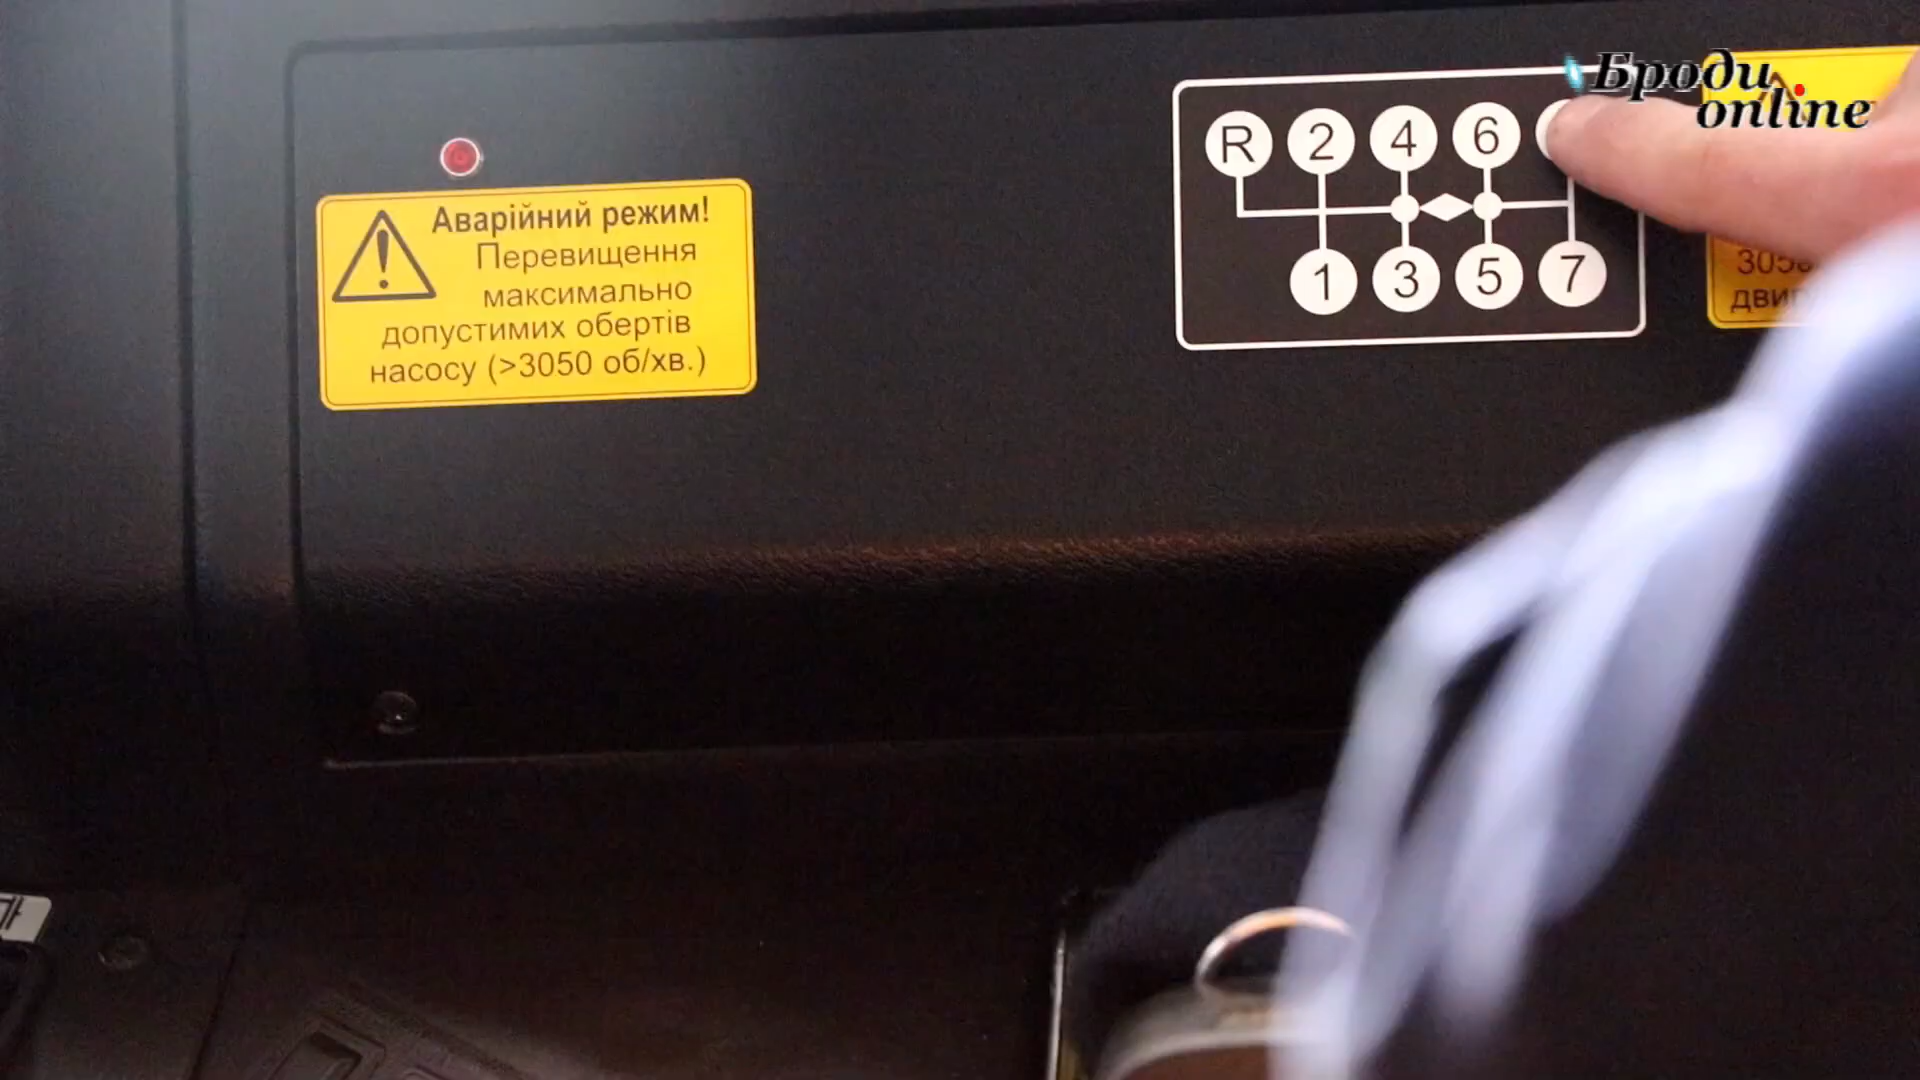 Броди
online
R 2 4 6
1 3 5 7
Аварійний режим!
Перевищення
максимально
допустимих обертів
насосу (>3050 об/хв.)